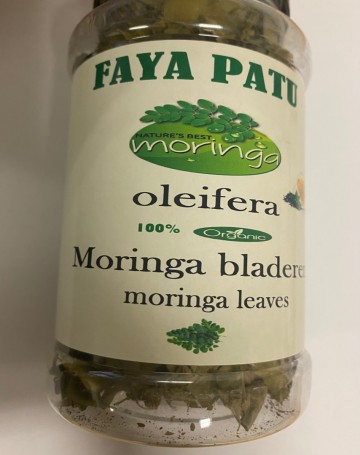 FAYA PATU
NATURE'S BEST
moringa
oleifera
100% Organic
Moringa bladeren
moringa leaves